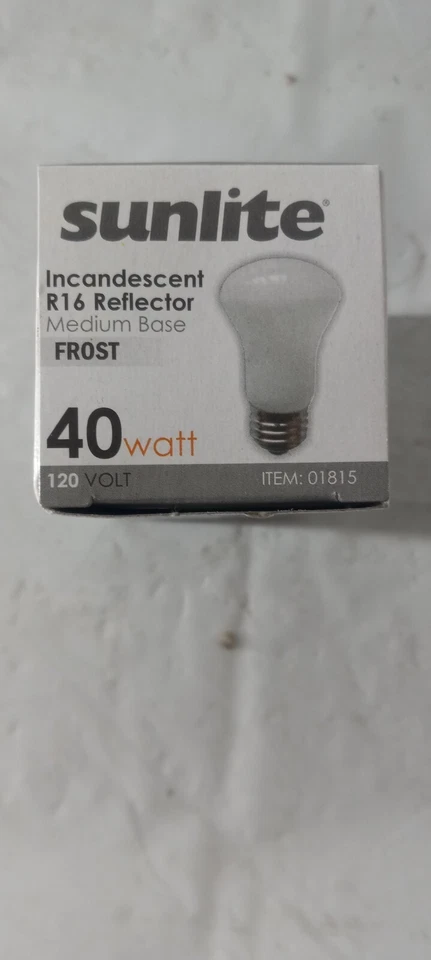 sunlite®
Incandescent
R16 Reflector
Medium Base
FROST
40watt
120 VOLT ITEM: 01815